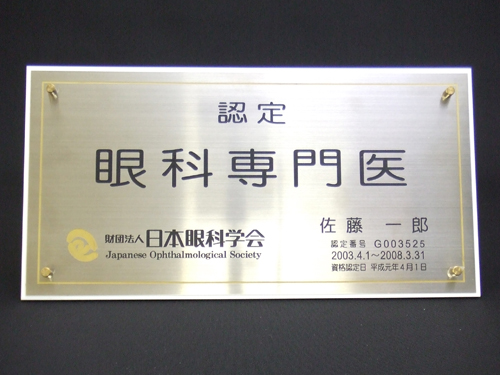 認定
眼科専門医
財団法人 日本眼科学会
Japanese Ophthalmological Society
佐藤 一郎
認定番号 G003525
2003.4.1～2008.3.31
資格認定日 平成元年4月1日